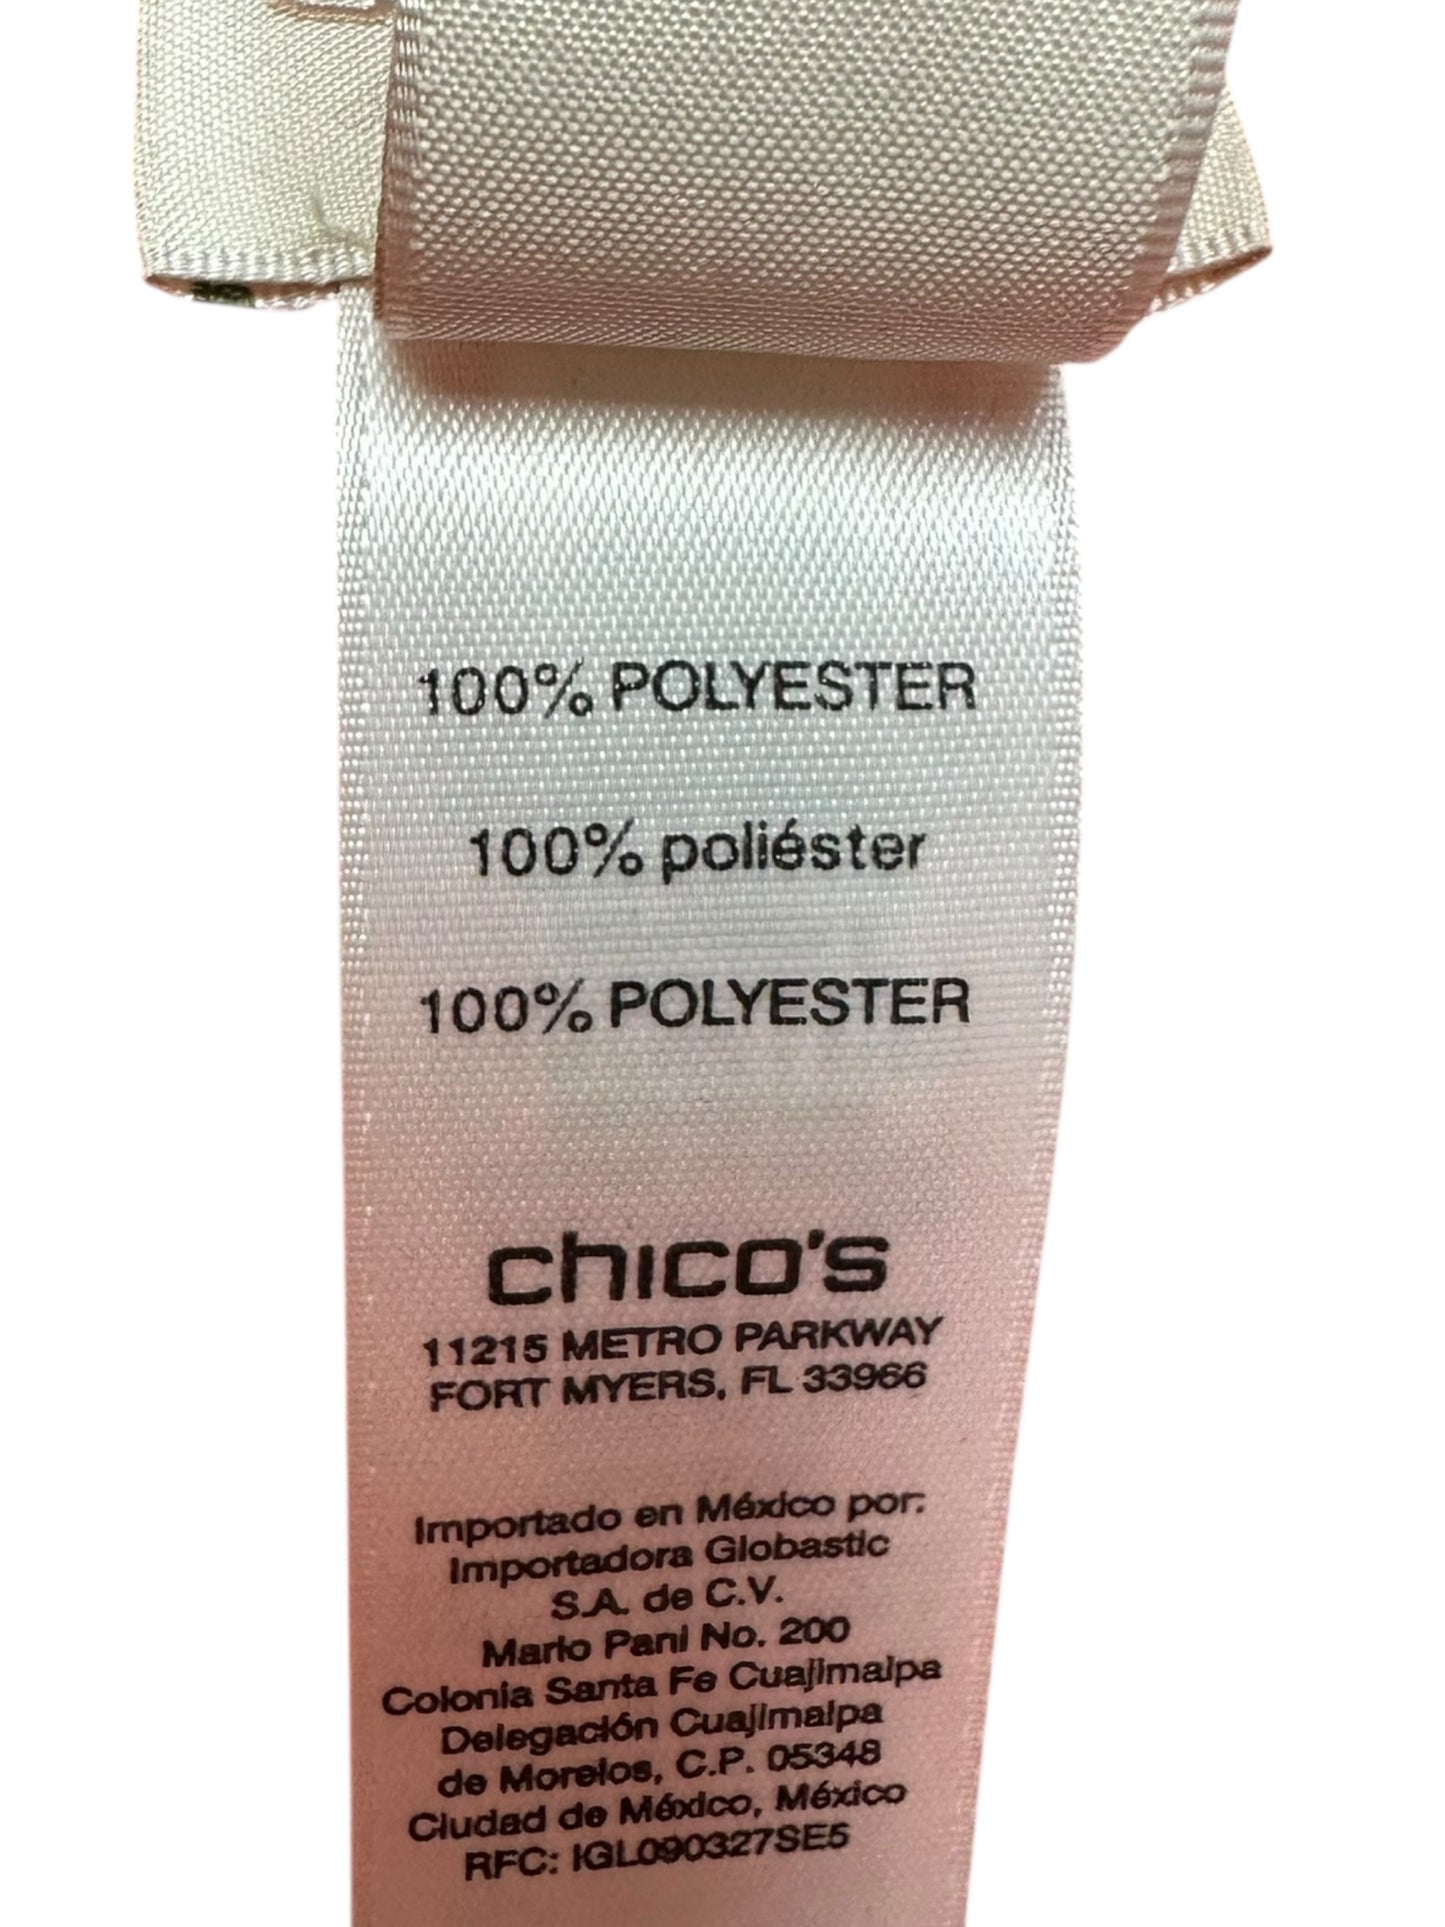 100% POLYESTER
100% poliéster
100% POLYESTER
chico's
11215 METRO PARKWAY
FORT MYERS, FL 33966
Importado en México por:
Importadora Globastic
S.A. de C.V.
Mario Pani No. 200
Colonia Santa Fe Cuajimalpa
Delegación Cuajimalpa
de Morelos, C.P. 05348
Ciudad de México, México
RFC: IGL090327SE5